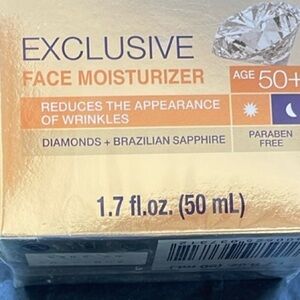 EXCLUSIVE
FACE MOISTURIZER
AGE 50+
REDUCES THE APPEARANCE
OF WRINKLES
DIAMONDS + BRAZILIAN SAPPHIRE
PARABEN
FREE
1.7 fl.oz. (50 mL)